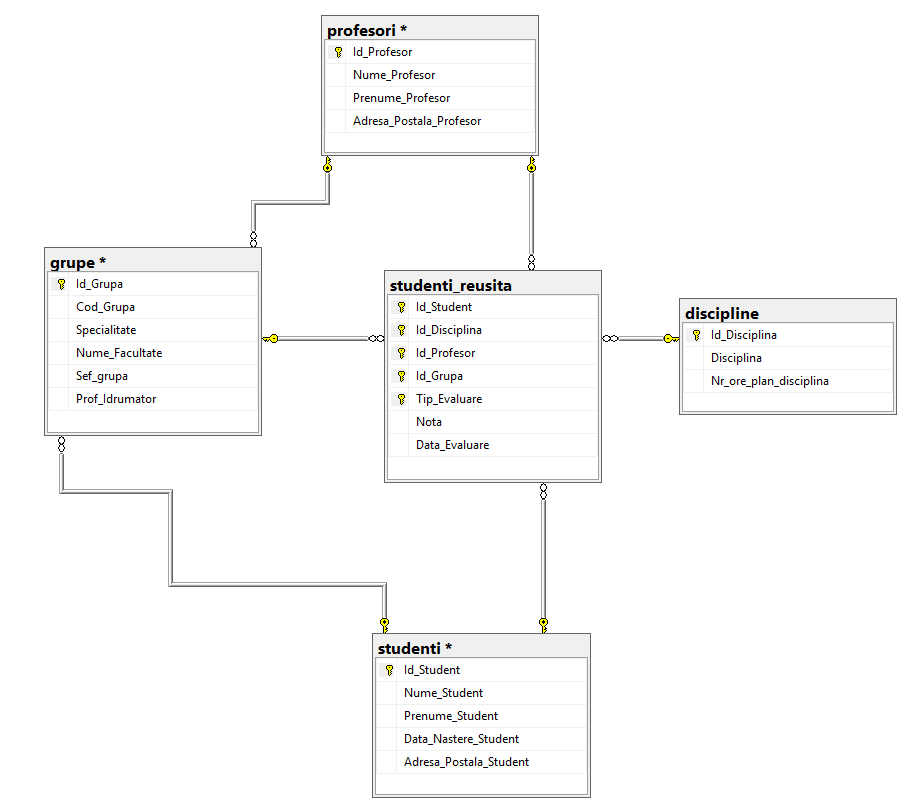 profesori *
Id_Profesor
Nume_Profesor
Prenume_Profesor
Adresa_Postala_Profesor
grupe *
Id_Grupa
Cod_Grupa
Specialitate
Nume_Facultate
Sef_grupa
Prof_Idrumator
studenti_reusita
Id_Student
Id_Disciplina
Id_Profesor
Id_Grupa
Tip_Evaluare
Nota
Data_Evaluare
discipline
Id_Disciplina
Disciplina
Nr_ore_plan_disciplina
studenti *
Id_Student
Nume_Student
Prenume_Student
Data_Nastere_Student
Adresa_Postala_Student